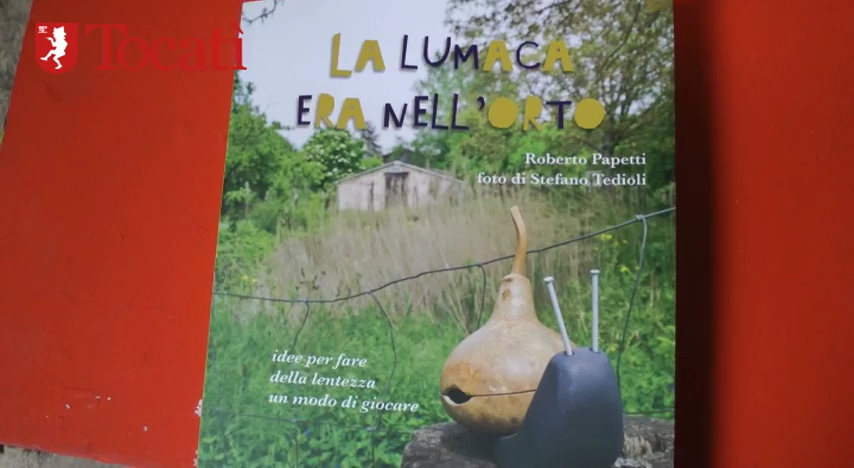 Tocatì
LA LUMACA
ERA NELL'ORTO
Roberto Papetti
foto di Stefano Tedioli
idee per fare
della lentezza
un modo di giocare